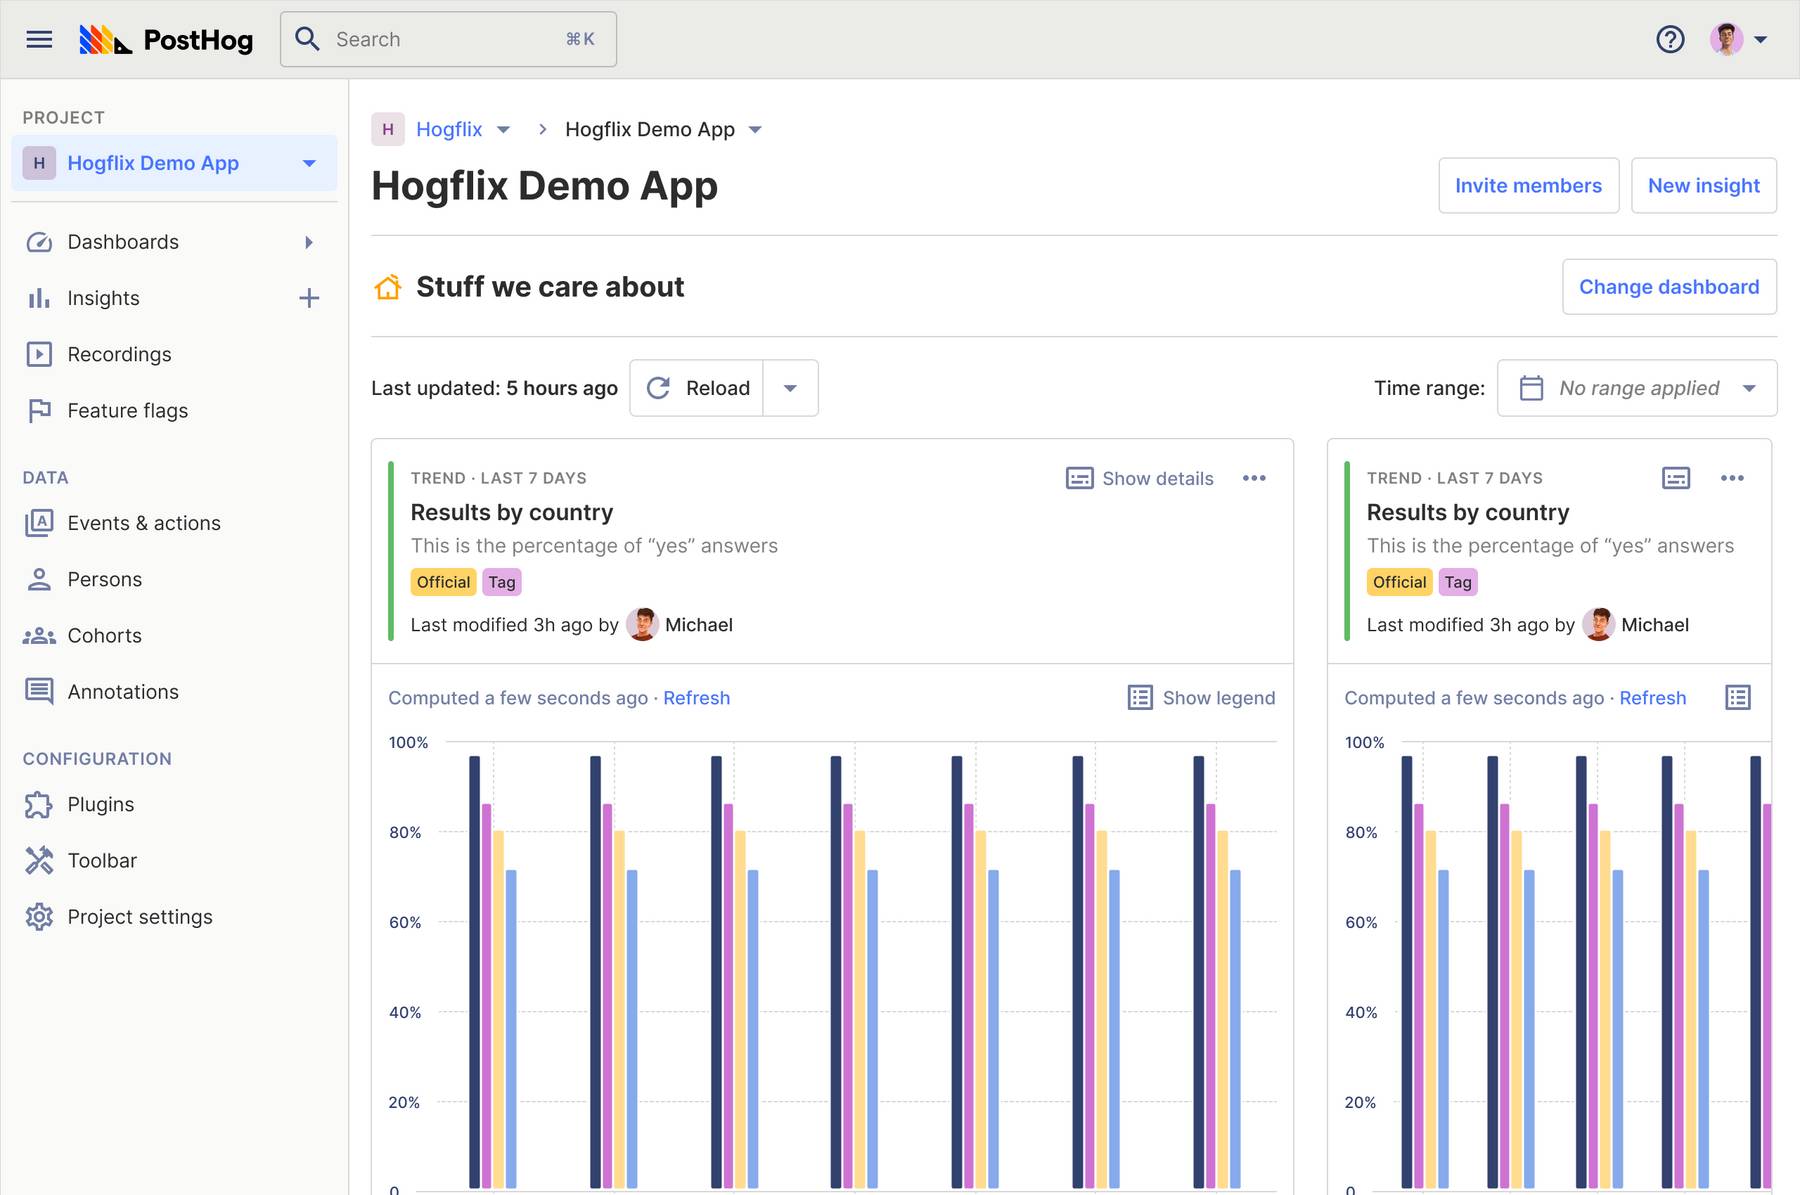 PostHog
Search ⌘K
PROJECT
H Hogflix Demo App
Dashboards
Insights
Recordings
Feature flags
DATA
Events & actions
Persons
Cohorts
Annotations
CONFIGURATION
Plugins
Toolbar
Project settings
H Hogflix Hogflix Demo App
Hogflix Demo App
Invite members
New insight
Stuff we care about
Change dashboard
Last updated: 5 hours ago
Reload
Time range:
No range applied
TREND · LAST 7 DAYS
Show details
Results by country
This is the percentage of “yes” answers
Official Tag
Last modified 3h ago by Michael
Computed a few seconds ago · Refresh
Show legend
100%
80%
60%
40%
20%
0
TREND · LAST 7 DAYS
Results by country
This is the percentage of “yes” answers
Official Tag
Last modified 3h ago by Michael
Computed a few seconds ago · Refresh
100%
80%
60%
40%
20%
0